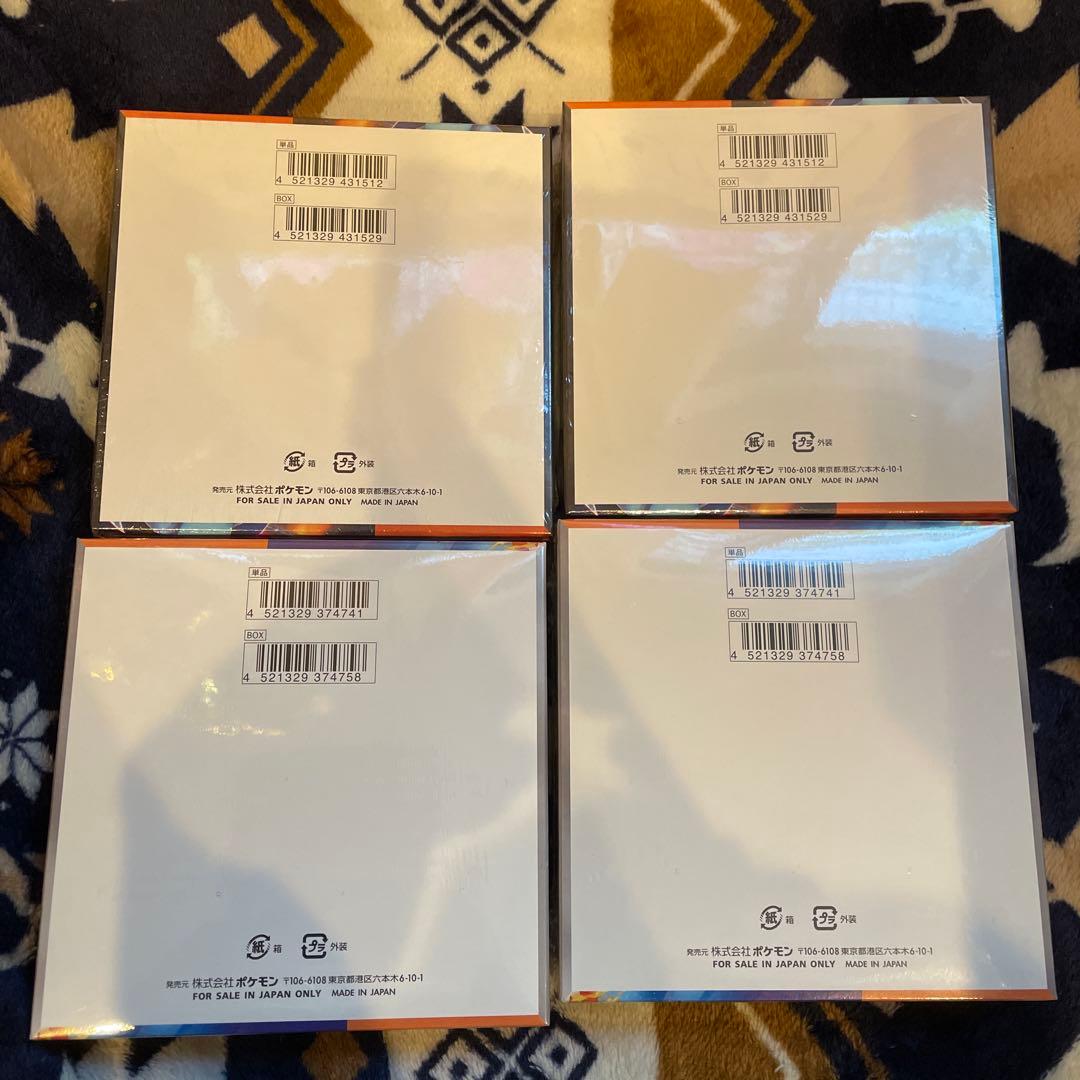 単品
4 521329 431512
BOX
4 521329 431529
紙 箱 プラ 外装
発売元 株式会社ポケモン 〒106-6108 東京都港区六本木6-10-1
FOR SALE IN JAPAN ONLY MADE IN JAPAN
単品
4 521329 431512
BOX
4 521329 431529
紙 箱 プラ 外装
発売元 株式会社ポケモン 〒106-6108 東京都港区六本木6-10-1
FOR SALE IN JAPAN ONLY MADE IN JAPAN
単品
4 521329 374741
BOX
4 521329 374758
紙 箱 プラ 外装
発売元 株式会社ポケモン 〒106-6108 東京都港区六本木6-10-1
FOR SALE IN JAPAN ONLY MADE IN JAPAN
単品
4 521329 374741
BOX
4 521329 374758
紙 箱 プラ 外装
発売元 株式会社ポケモン 〒106-6108 東京都港区六本木6-10-1
FOR SALE IN JAPAN ONLY MADE IN JAPAN